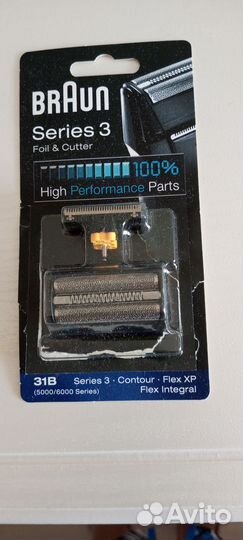 BRAUN
Series 3
Foil & Cutter
100%
High Performance Parts
31B Series 3 · Contour · Flex XP
(5000/6000 Series) Flex Integral
Avito